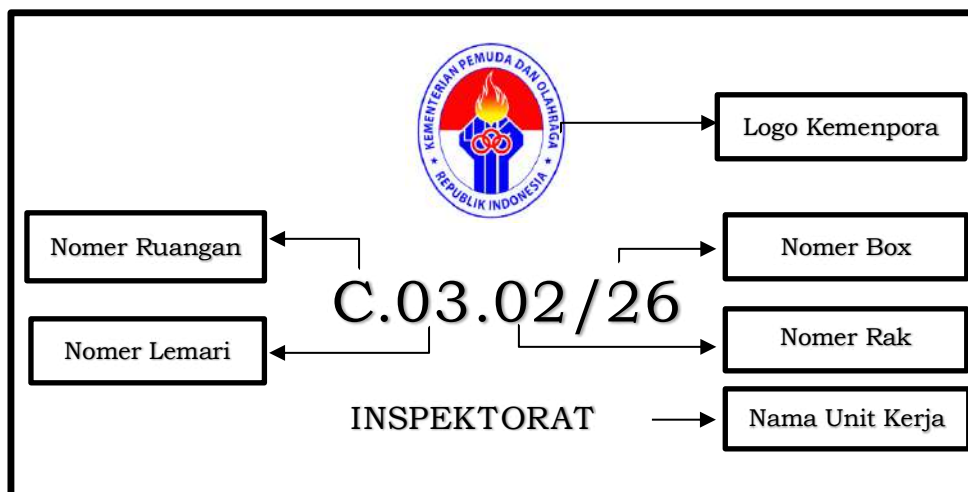 KEMENTERIAN PEMUDA DAN OLAHRAGA
REPUBLIK INDONESIA
Logo Kemenpora
Nomer Ruangan
Nomer Box
C.03.02/26
Nomer Lemari
Nomer Rak
INSPEKTORAT
Nama Unit Kerja